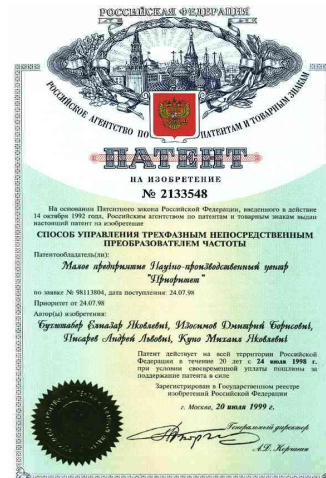 РОССІЙСКАЯ ФЕДЕРАЦІЯ
РОССИЙСКОЕ АГЕНТСТВО ПО ПАТЕНТАМ И ТОВАРНЫМ ЗНАКАМ
ПАТЕНТ
НА ИЗОБРЕТЕНИЕ
№ 2133548
На основании Патентного закона Российской Федерации, введенного в действие
14 октября 1992 года, Российским агентством по патентам и товарным знакам выдан
настоящий патент на изобретение
СПОСОБ УПРАВЛЕНИЯ ТРЕХФАЗНЫМ НЕПОСРЕДСТВЕННЫМ
ПРЕОБРАЗОВАТЕЛЕМ ЧАСТОТЫ
Патентообладатель(ли):
Малое предприятие Научно-производственный центр
"Приоритет"
по заявке № 98113804, дата поступления: 24.07.98
Приоритет от 24.07.98
Автор(ы) изобретения:
Елиазар Яковлевич, Изосимов Дмитрий Борисович,
Писарев Андрей Львович, Куно Михаил Яковлевич
Патент действует на всей территории Российской
Федерации в течение 20 лет с 24 июля 1998 г.
при условии своевременной уплаты пошлины за
поддержание патента в силе
Зарегистрирован в Государственном реестре
изобретений Российской Федерации
г. Москва, 20 июля 1999 г.
Генеральный директор
А.Д. Корчагин